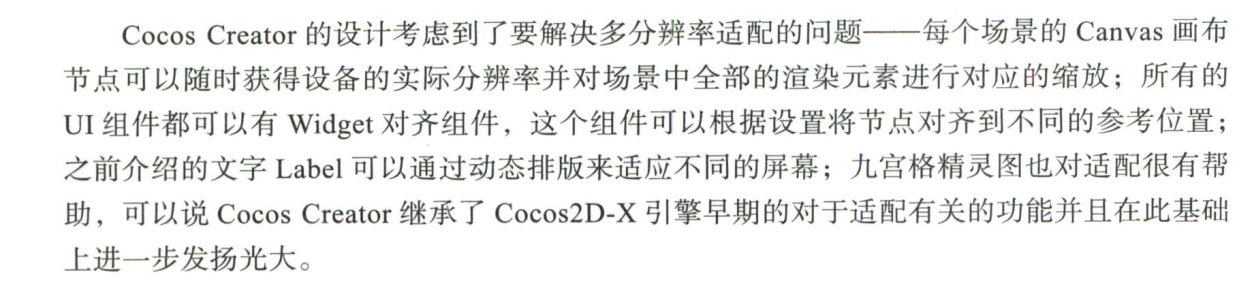 Cocos Creator 的设计考虑到了要解决多分辨率适配的问题——每个场景的 Canvas 画布
节点可以随时获得设备的实际分辨率并对场景中全部的渲染元素进行对应的缩放；所有的
UI 组件都可以有 Widget 对齐组件，这个组件可以根据设置将节点对齐到不同的参考位置；
之前介绍的文字 Label 可以通过动态排版来适应不同的屏幕；九宫格精灵图也对适配很有帮
助，可以说 Cocos Creator 继承了 Cocos2D-X 引擎早期的对于适配有关的功能并且在此基础
上进一步发扬光大。